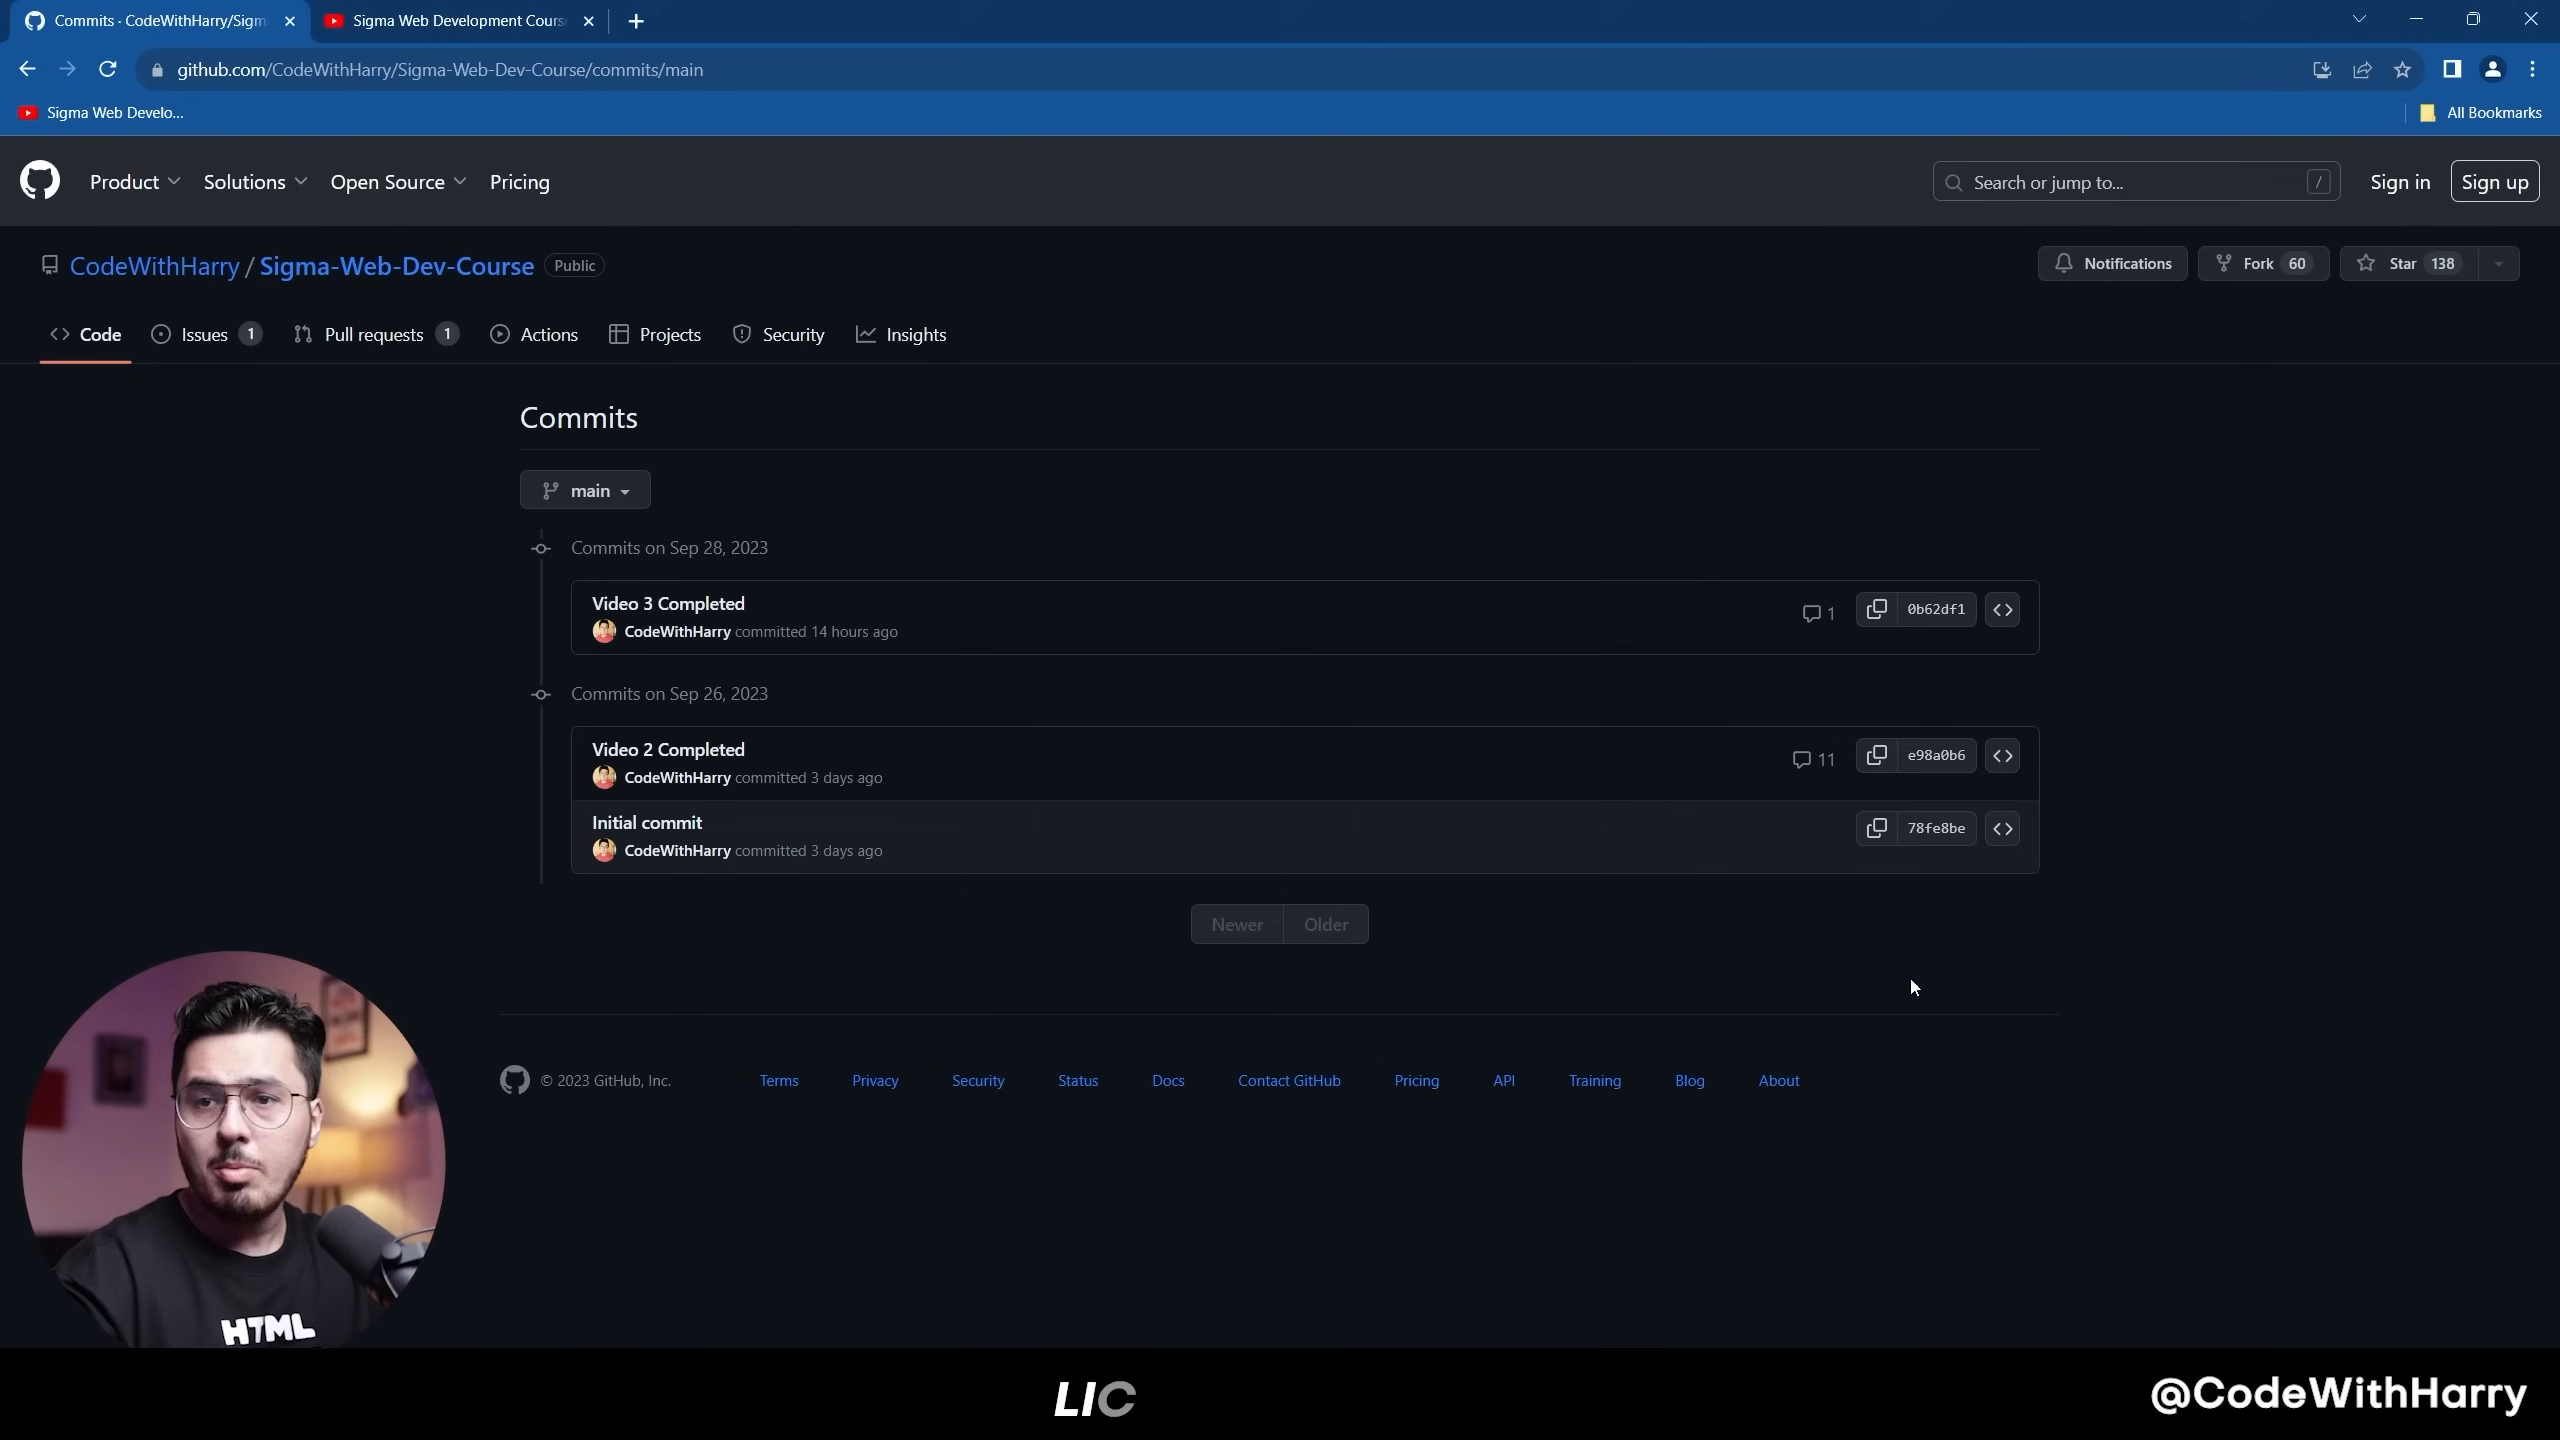 Commits · CodeWithHarry/Sigm
Sigma Web Development Cours
github.com/CodeWithHarry/Sigma-Web-Dev-Course/commits/main
Sigma Web Develo...
All Bookmarks
Product
Solutions
Open Source
Pricing
Search or jump to...
/
Sign in
Sign up
CodeWithHarry / Sigma-Web-Dev-Course
Public
Notifications
Fork 60
Star 138
Code
Issues 1
Pull requests 1
Actions
Projects
Security
Insights
Commits
main
Commits on Sep 28, 2023
Video 3 Completed
1
0b62df1
CodeWithHarry committed 14 hours ago
Commits on Sep 26, 2023
Video 2 Completed
11
e98a0b6
CodeWithHarry committed 3 days ago
Initial commit
78fe8be
CodeWithHarry committed 3 days ago
Newer
Older
© 2023 GitHub, Inc.
Terms
Privacy
Security
Status
Docs
Contact GitHub
Pricing
API
Training
Blog
About
HTML
LIC
@CodeWithHarry